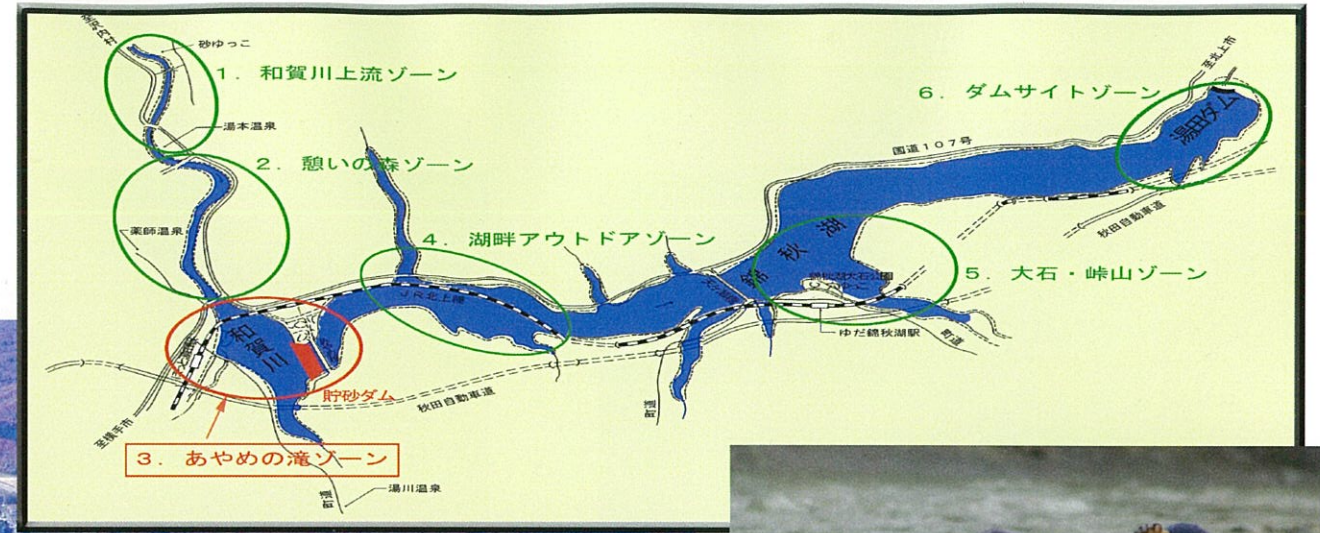 砂ゆっこ
1. 和賀川上流ゾーン
湯本温泉
2. 憩いの森ゾーン
薬師温泉
和賀川
貯砂ダム
3. あやめの滝ゾーン
至横手市
町道
湯川温泉
4. 湖畔アウトドアゾーン
JR北上線
秋田自動車道
町道
錦秋湖
5. 大石・峠山ゾーン
ゆだ錦秋湖駅
町道
国道107号
6. ダムサイトゾーン
至北上市
湯田ダム
秋田自動車道